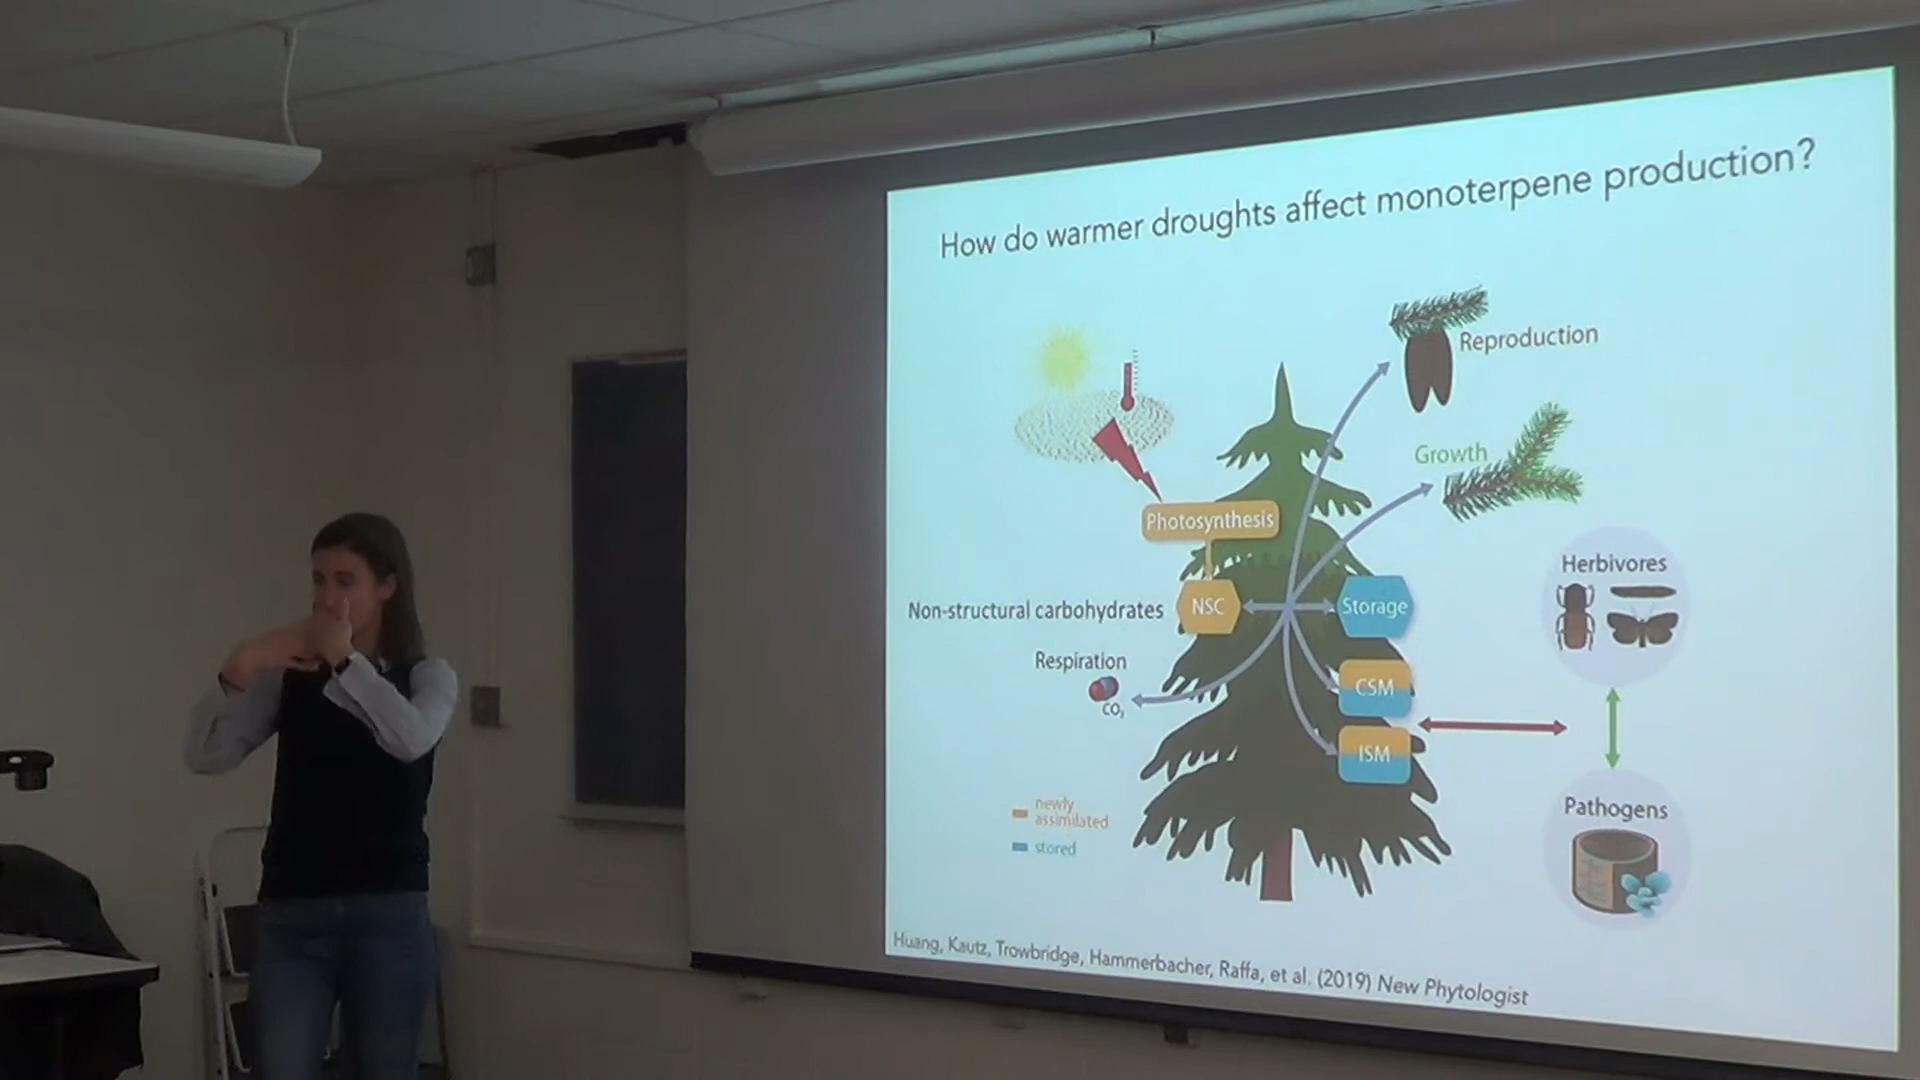 How do warmer droughts affect monoterpene production?
Reproduction
Growth
Photosynthesis
Herbivores
Non-structural carbohydrates
NSC
Storage
Respiration
CO₂
CSM
ISM
newly
assimilated
stored
Pathogens
Huang, Kautz, Trowbridge, Hammerbacher, Raffa, et al. (2019) New Phytologist